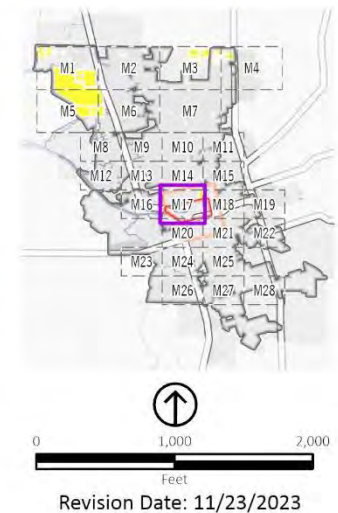 M1 M2 M3 M4
M5 M6 M7
M8 M9 M10 M11
M12 M13 M14 M15
M16 M17 M18 M19
M20 M21 M22
M23 M24 M25
M26 M27 M28
0 1,000 2,000
Feet
Revision Date: 11/23/2023